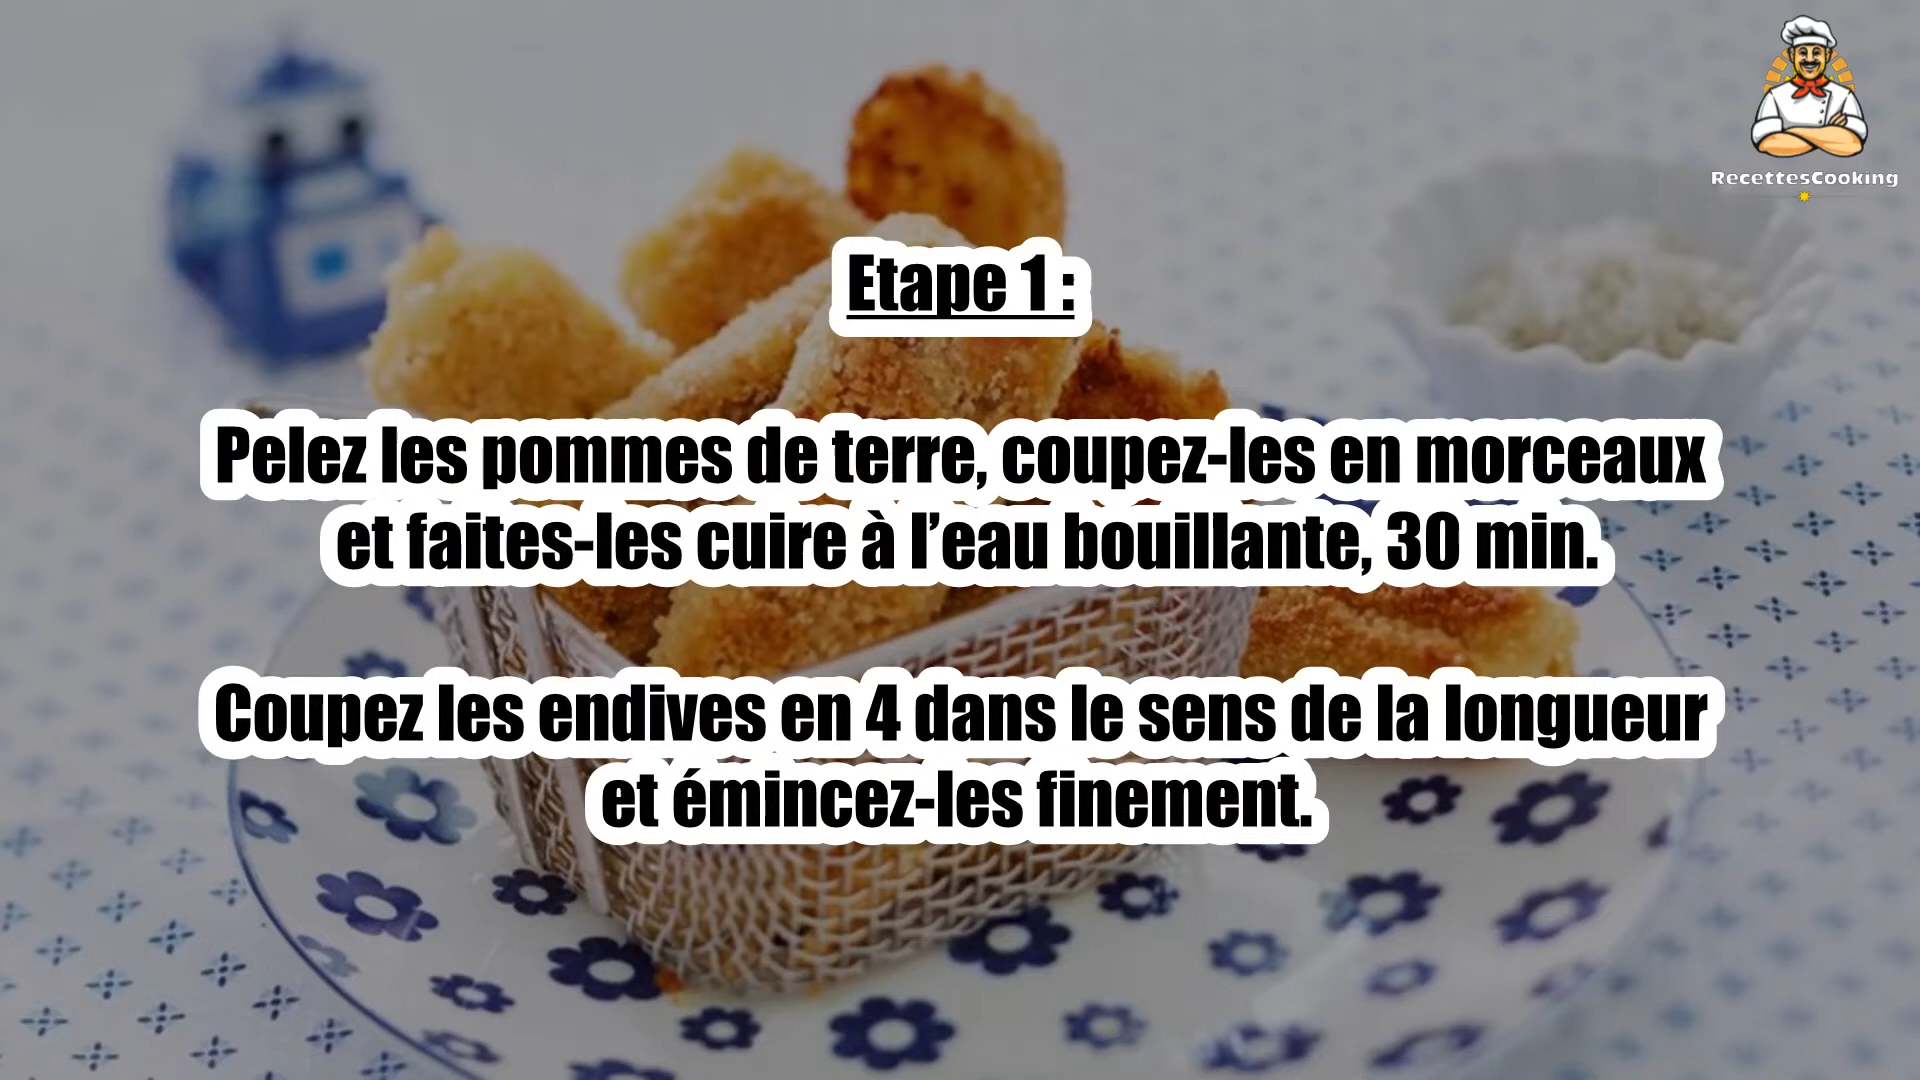 RecettesCooking
Etape 1 :
Pelez les pommes de terre, coupez-les en morceaux
et faites-les cuire à l’eau bouillante, 30 min.
Coupez les endives en 4 dans le sens de la longueur
et émincez-les finement.